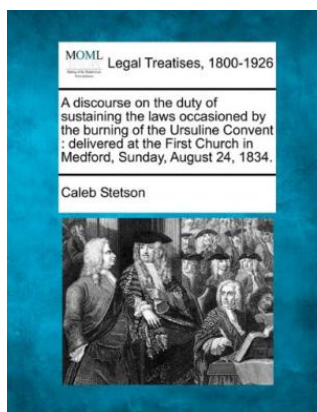 MOML Legal Treatises, 1800-1926
A discourse on the duty of
sustaining the laws occasioned by
the burning of the Ursuline Convent
: delivered at the First Church in
Medford, Sunday, August 24, 1834.
Caleb Stetson